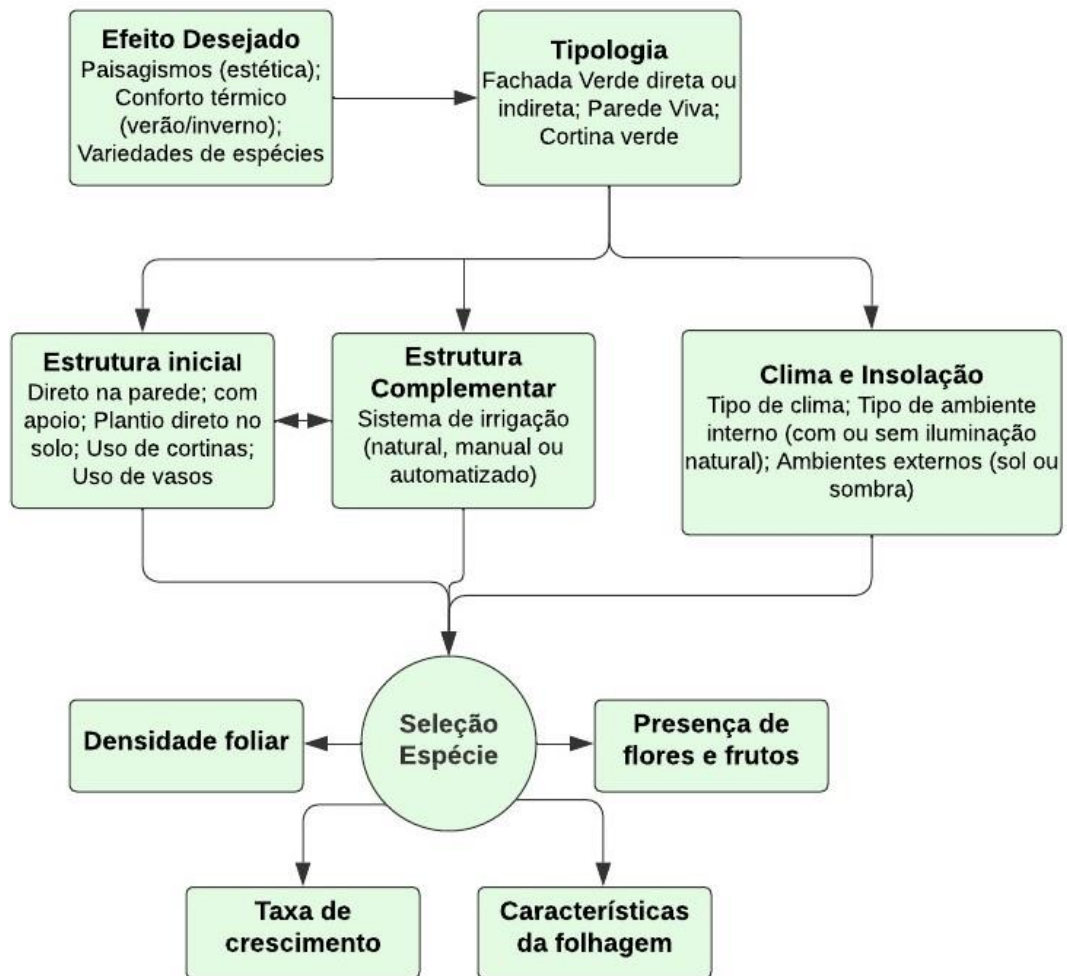 Efeito Desejado
Paisagismos (estética);
Conforto térmico
(verão/inverno);
Variedades de espécies
Tipologia
Fachada Verde direta ou
indireta; Parede Viva;
Cortina verde
Estrutura inicial
Direto na parede; com
apoio; Plantio direto no
solo; Uso de cortinas;
Uso de vasos
Estrutura
Complementar
Sistema de irrigação
(natural, manual ou
automatizado)
Clima e Insolação
Tipo de clima; Tipo de ambiente
interno (com ou sem iluminação
natural); Ambientes externos (sol ou
sombra)
Seleção
Espécie
Densidade foliar
Presença de
flores e frutos
Taxa de
crescimento
Características
da folhagem